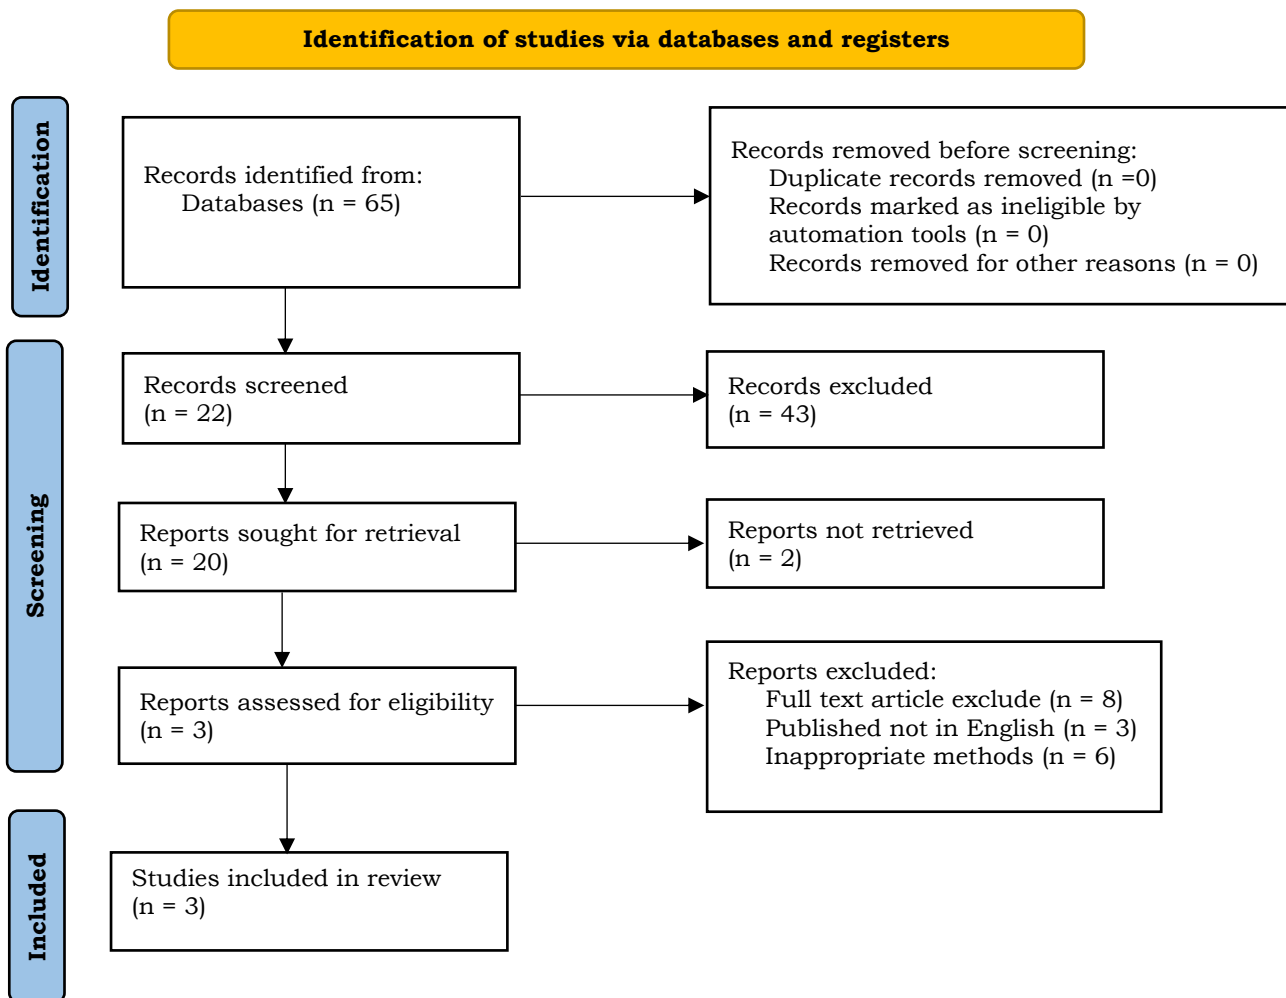 Identification of studies via databases and registers
Identification
Records identified from:
Databases (n = 65)
Records removed before screening:
Duplicate records removed (n =0)
Records marked as ineligible by
automation tools (n = 0)
Records removed for other reasons (n = 0)
Screening
Records screened
(n = 22)
Records excluded
(n = 43)
Reports sought for retrieval
(n = 20)
Reports not retrieved
(n = 2)
Reports assessed for eligibility
(n = 3)
Reports excluded:
Full text article exclude (n = 8)
Published not in English (n = 3)
Inappropriate methods (n = 6)
Included
Studies included in review
(n = 3)